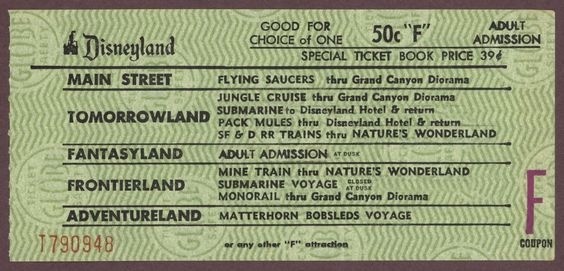 Disneyland
GOOD FOR
CHOICE of ONE
50c "F"
ADULT
ADMISSION
SPECIAL TICKET BOOK PRICE 39¢
MAIN STREET
FLYING SAUCERS thru Grand Canyon Diorama
TOMORROWLAND
JUNGLE CRUISE thru Grand Canyon Diorama
SUBMARINE to Disneyland Hotel & return
PACK MULES thru Disneyland Hotel & return
SF & D RR TRAINS thru NATURE'S WONDERLAND
FANTASYLAND
ADULT ADMISSION AT DUSK
FRONTIERLAND
MINE TRAIN thru NATURE'S WONDERLAND
SUBMARINE VOYAGE CLOSED AT DUSK
MONORAIL thru Grand Canyon Diorama
ADVENTURELAND
MATTERHORN BOBSLEDS VOYAGE
T790948
or any other "F" attraction
F
COUPON
GLOBE